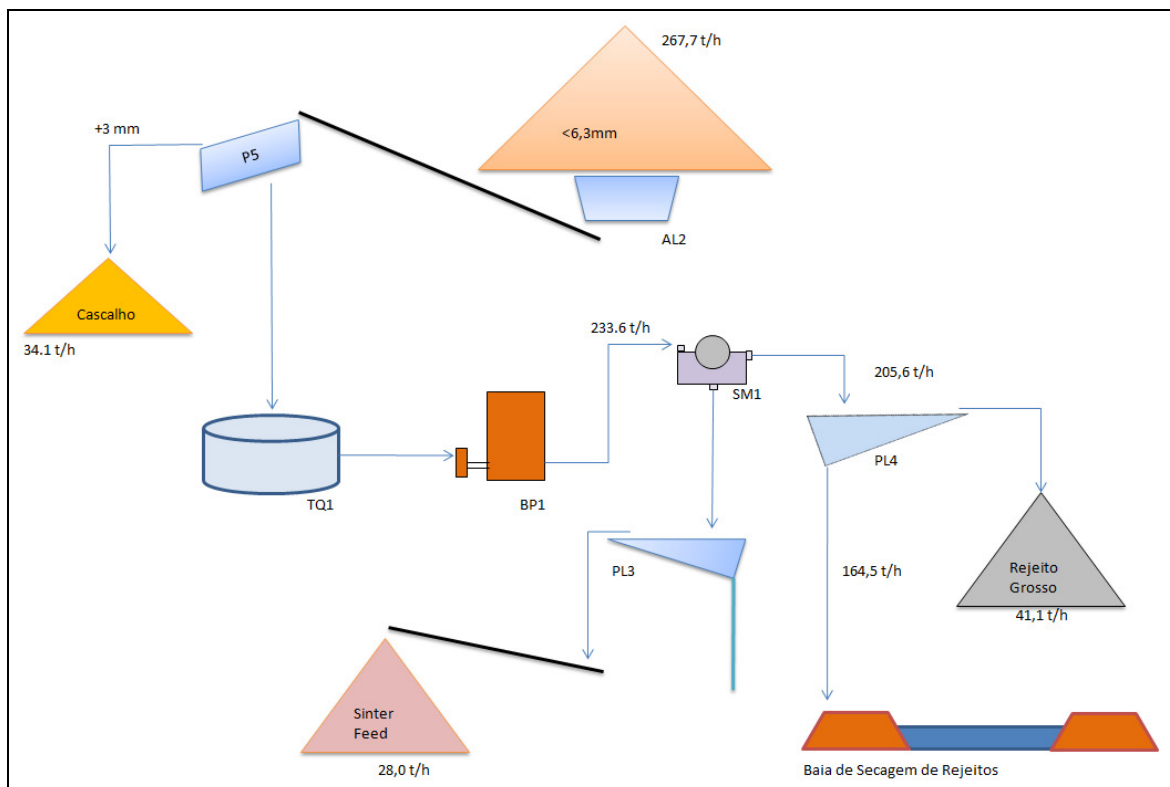 267,7 t/h
+3 mm
<6,3mm
P5
AL2
Cascalho
34.1 t/h
233.6 t/h
SM1
205,6 t/h
PL4
TQ1
BP1
PL3
164,5 t/h
Rejeito
Grosso
41,1 t/h
Sinter
Feed
28,0 t/h
Baia de Secagem de Rejeitos